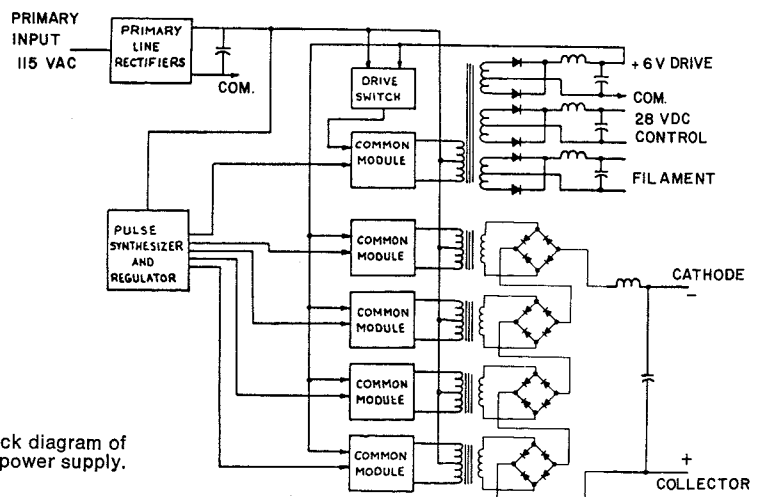 PRIMARY
INPUT
115 VAC
PRIMARY
LINE
RECTIFIERS
COM.
DRIVE
SWITCH
+6V DRIVE
COM.
28 VDC
CONTROL
FILAMENT
COMMON
MODULE
PULSE
SYNTHESIZER
AND
REGULATOR
COMMON
MODULE
CATHODE
–
COMMON
MODULE
COMMON
MODULE
COMMON
MODULE
+
COLLECTOR
ck diagram of
power supply.